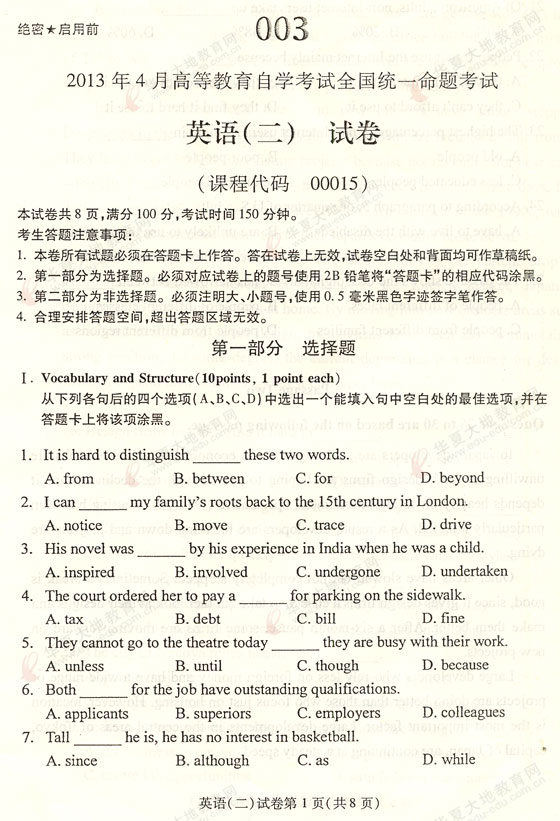 绝密★启用前
003
2013年4月高等教育自学考试全国统一命题考试
英语(二) 试卷
(课程代码 00015)
本试卷共8页,满分100分,考试时间150分钟。
考生答题注意事项:
1. 本卷所有试题必须在答题卡上作答。答在试卷上无效,试卷空白处和背面均可作草稿纸。
2. 第一部分为选择题。必须对应试卷上的题号使用2B铅笔将“答题卡”的相应代码涂黑。
3. 第二部分为非选择题。必须注明大、小题号,使用0.5毫米黑色字迹签字笔作答。
4. 合理安排答题空间,超出答题区域无效。
第一部分 选择题
I. Vocabulary and Structure(10points, 1 point each)
从下列各句后的四个选项(A、B、C、D)中选出一个能填入句中空白处的最佳选项,并在
答题卡上将该项涂黑。
1. It is hard to distinguish ______ these two words.
A. from B. between C. for D. beyond
2. I can ______ my family's roots back to the 15th century in London.
A. notice B. move C. trace D. drive
3. His novel was ______ by his experience in India when he was a child.
A. inspired B. involved C. undergone D. undertaken
4. The court ordered her to pay a ______ for parking on the sidewalk.
A. tax B. debt C. bill D. fine
5. They cannot go to the theatre today ______ they are busy with their work.
A. unless B. until C. though D. because
6. Both ______ for the job have outstanding qualifications.
A. applicants B. superiors C. employers D. colleagues
7. Tall ______ he is, he has no interest in basketball.
A. since B. although C. as D. while
英语(二)试卷第1页(共8页)